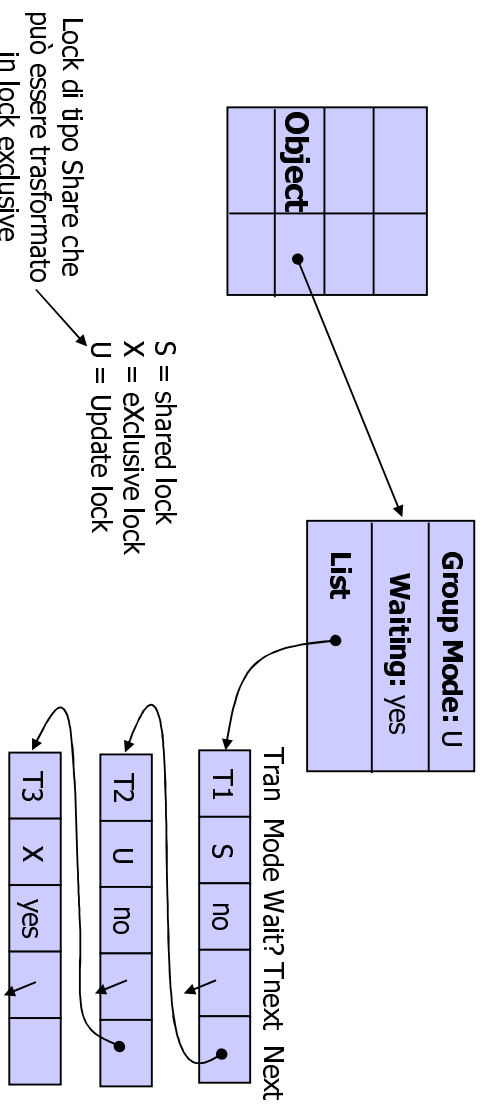 Object
Group Mode: U
Waiting: yes
List
Tran Mode Wait? Tnext Next
T1 S no
T2 U no
T3 X yes
S = shared lock
X = eXclusive lock
U = Update lock
Lock di tipo Share che
può essere trasformato
in lock exclusive